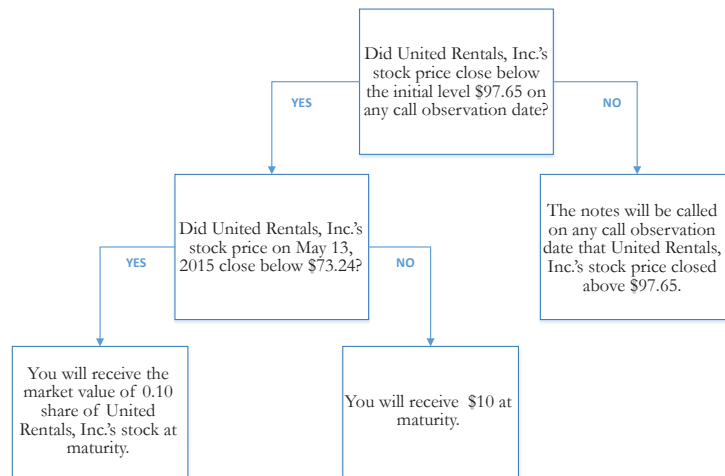 Did United Rentals, Inc.'s
stock price close below
the initial level $97.65 on
any call observation date?
YES
NO
Did United Rentals, Inc.'s
stock price on May 13,
2015 close below $73.24?
The notes will be called
on any call observation
date that United Rentals,
Inc.'s stock price closed
above $97.65.
YES
NO
You will receive the
market value of 0.10
share of United
Rentals, Inc.'s stock at
maturity.
You will receive $10 at
maturity.